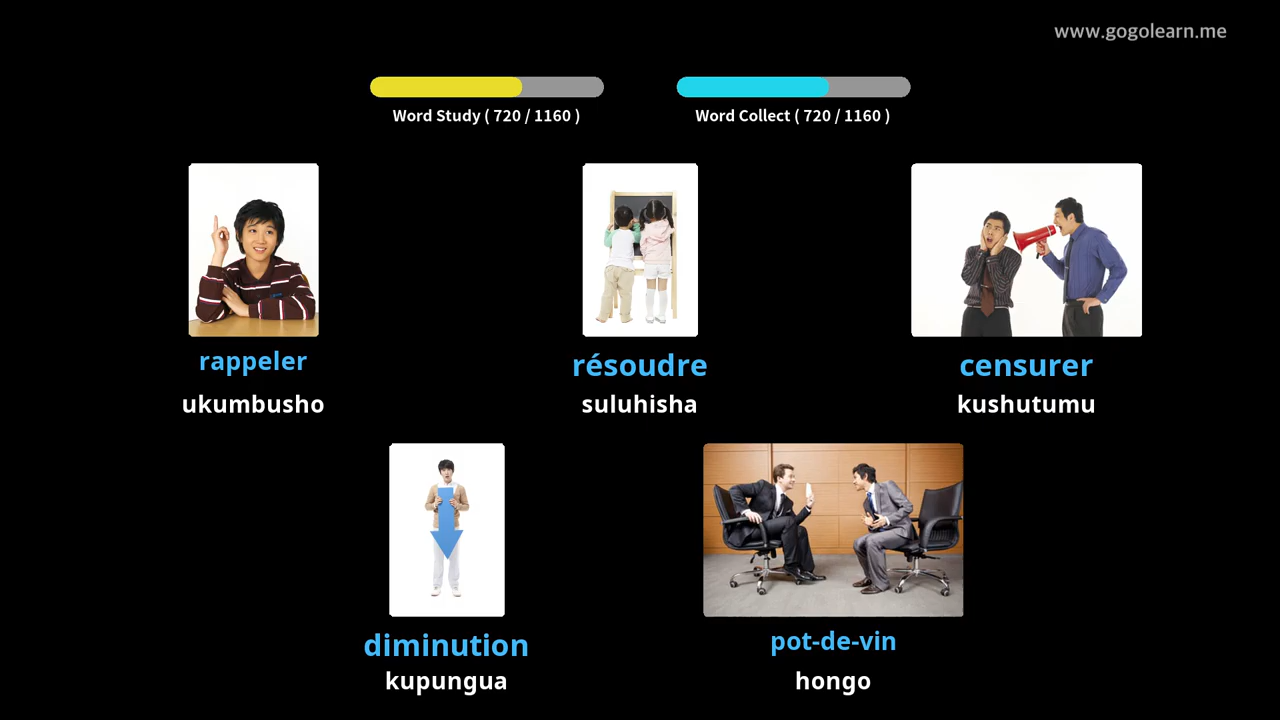 www.gogolearn.me
Word Study ( 720 / 1160 )
Word Collect ( 720 / 1160 )
rappeler
ukumbusho
résoudre
suluhisha
censurer
kushutumu
diminution
kupungua
pot-de-vin
hongo